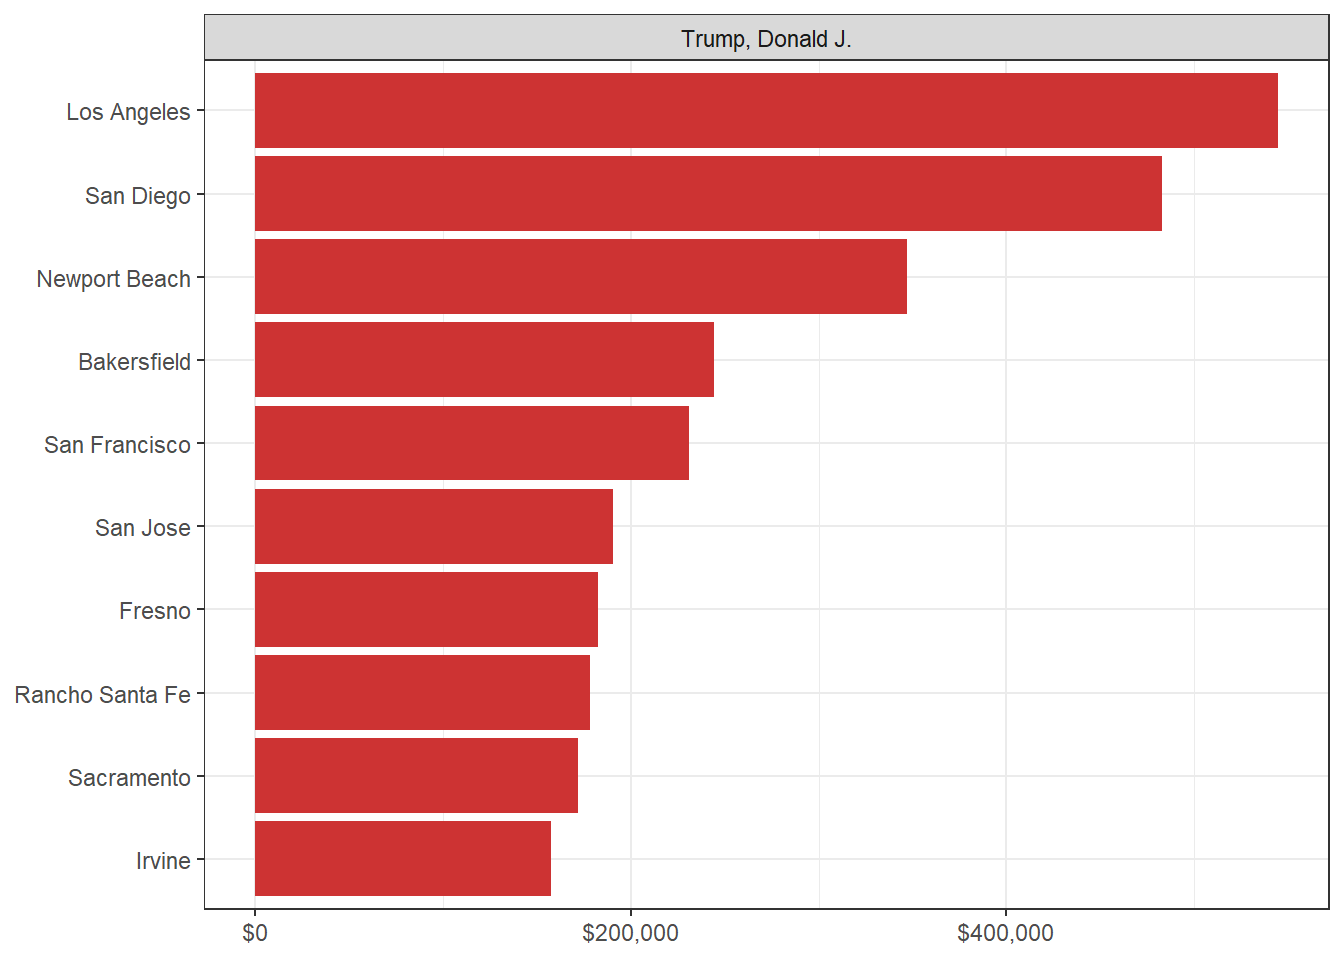 Trump, Donald J.
Los Angeles
San Diego
Newport Beach
Bakersfield
San Francisco
San Jose
Fresno
Rancho Santa Fe
Sacramento
Irvine
$0 $200,000 $400,000